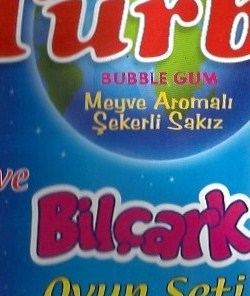 Turb
BUBBLE GUM
Meyve Aromalı
Şekerli Sakız
ve
Bilçark
Oyun Seti